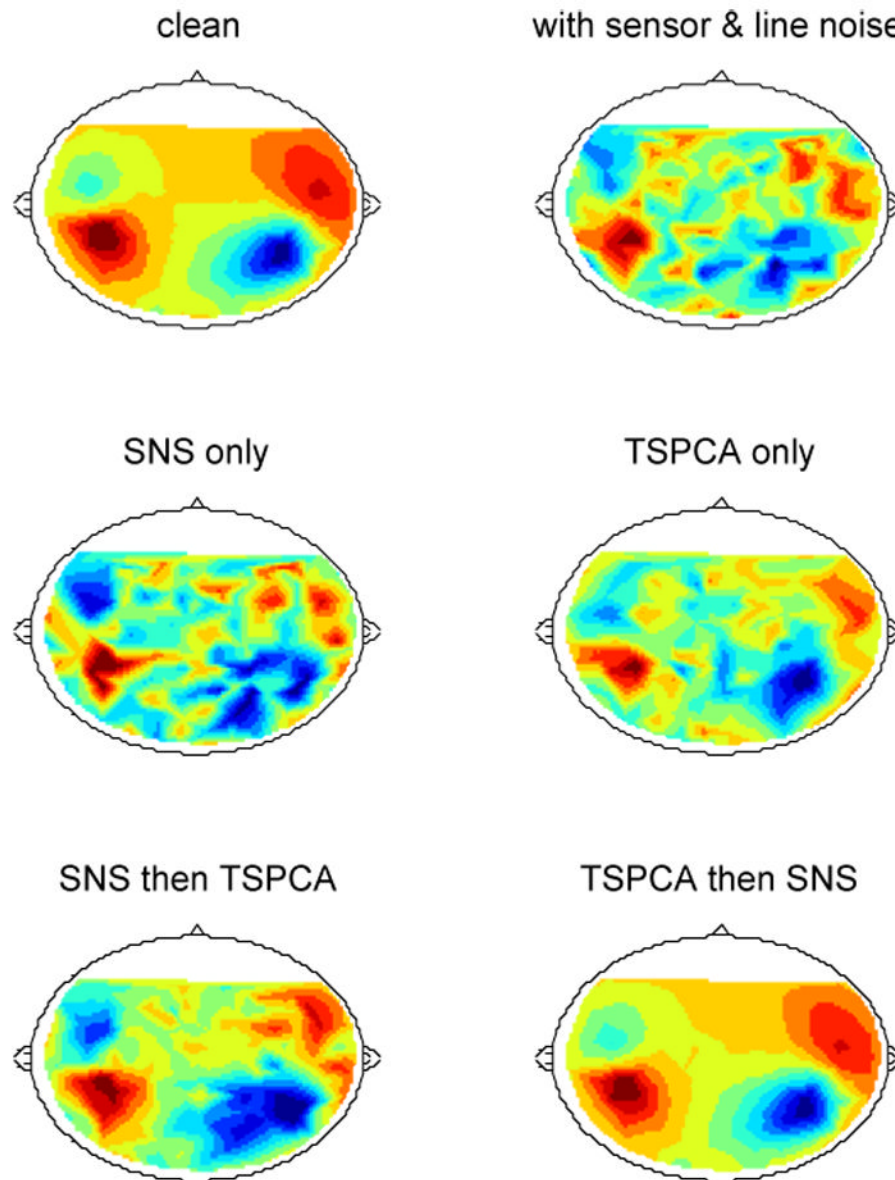 clean
with sensor & line noise
SNS only
TSPCA only
SNS then TSPCA
TSPCA then SNS